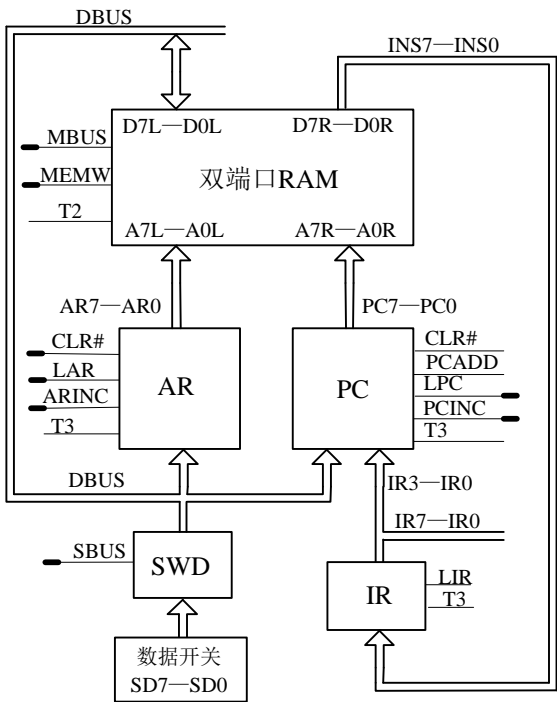 DBUS
INS7—INS0
D7L—D0L
D7R—D0R
MBUS
MEMW
双端口RAM
T2
A7L—A0L
A7R—A0R
AR7—AR0
PC7—PC0
CLR#
LAR
ARINC
T3
AR
PC
CLR#
PCADD
LPC
PCINC
T3
DBUS
IR3—IR0
IR7—IR0
SBUS
SWD
IR
LIR
T3
数据开关
SD7—SD0